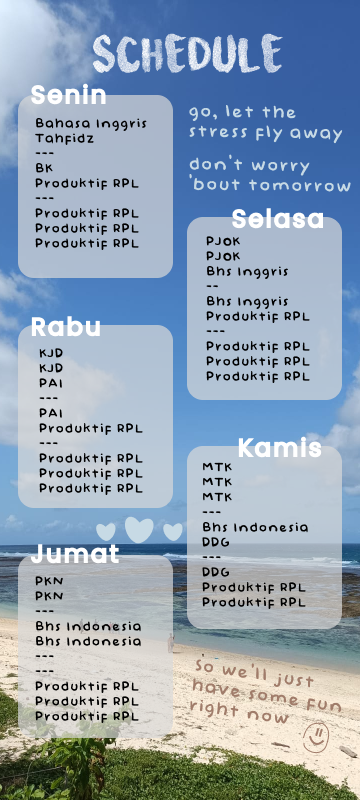 SCHEDULE
Senin
Bahasa Inggris
Tahfidz
---
BK
Produktif RPL
---
Produktif RPL
Produktif RPL
Produktif RPL
go, let the
stress fly away
don't worry
'bout tomorrow
Selasa
PJOK
PJOK
Bhs Inggris
--
Bhs Inggris
Produktif RPL
---
Produktif RPL
Produktif RPL
Produktif RPL
Rabu
KJD
KJD
PAI
---
PAI
Produktif RPL
---
Produktif RPL
Produktif RPL
Produktif RPL
Kamis
MTK
MTK
MTK
---
Bhs Indonesia
DDG
---
DDG
Produktif RPL
Produktif RPL
Jumat
PKN
PKN
---
Bhs Indonesia
Bhs Indonesia
---
---
Produktif RPL
Produktif RPL
Produktif RPL
so we'll just
have some fun
right now